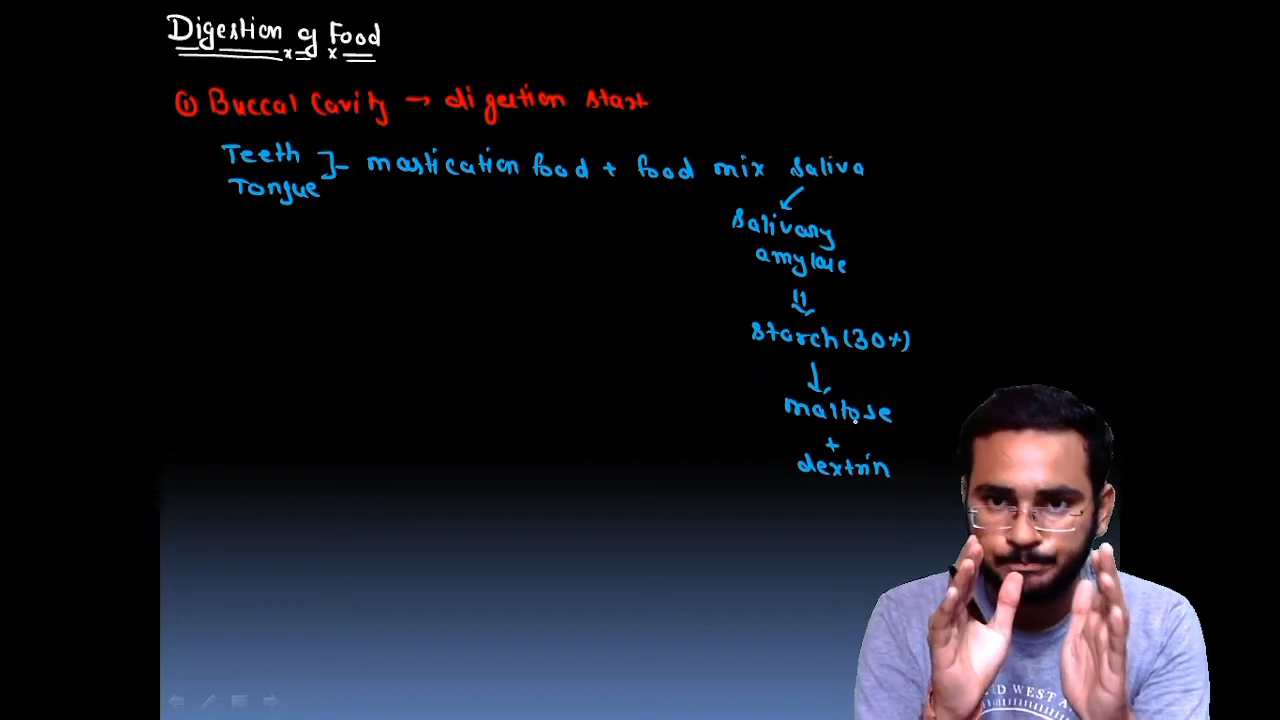 Digestion of Food
① Buccal Cavity → digestion start
Teeth
Tongue
mastication food + food mix saliva
Salivary
amylase
Starch (30%)
maltose
+
dextrin
D WEST A